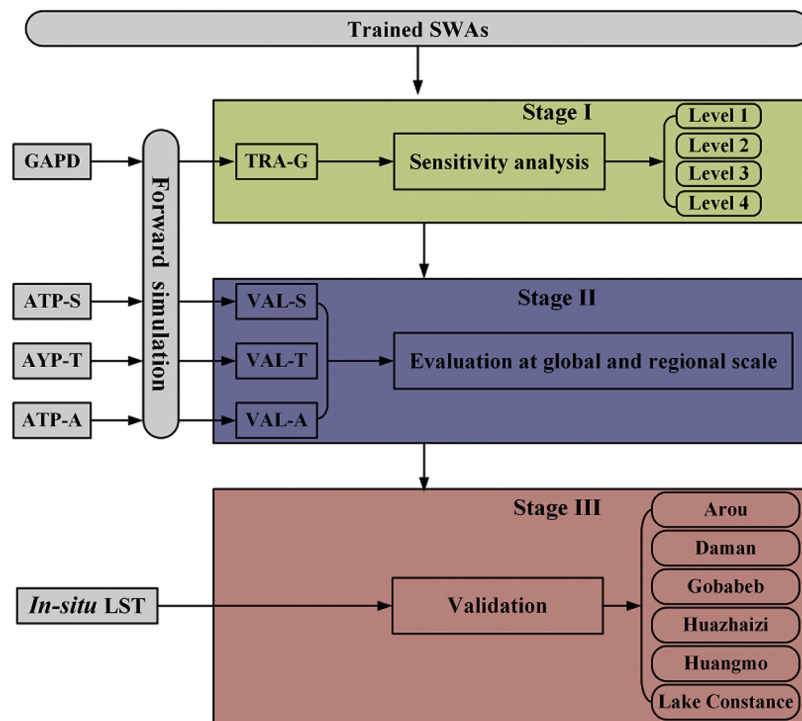 Trained SWAs
Stage I
GAPD
Forward simulation
TRA-G
Sensitivity analysis
Level 1
Level 2
Level 3
Level 4
Stage II
ATP-S
VAL-S
AYP-T
VAL-T
Evaluation at global and regional scale
ATP-A
VAL-A
Stage III
In-situ LST
Validation
Arou
Daman
Gobabeb
Huazhaizi
Huangmo
Lake Constance